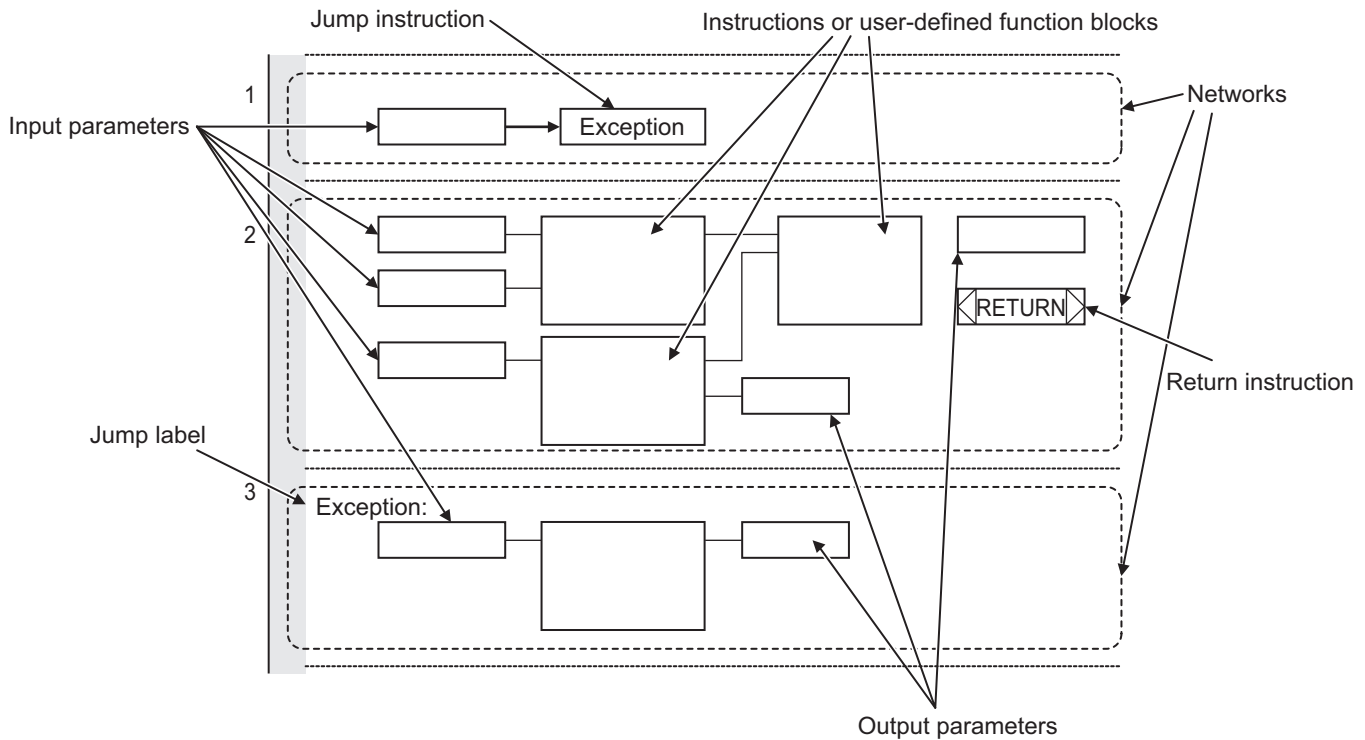 Jump instruction
Instructions or user-defined function blocks
1
Networks
Input parameters
Exception
2
RETURN
Return instruction
Jump label
3
Exception:
Output parameters